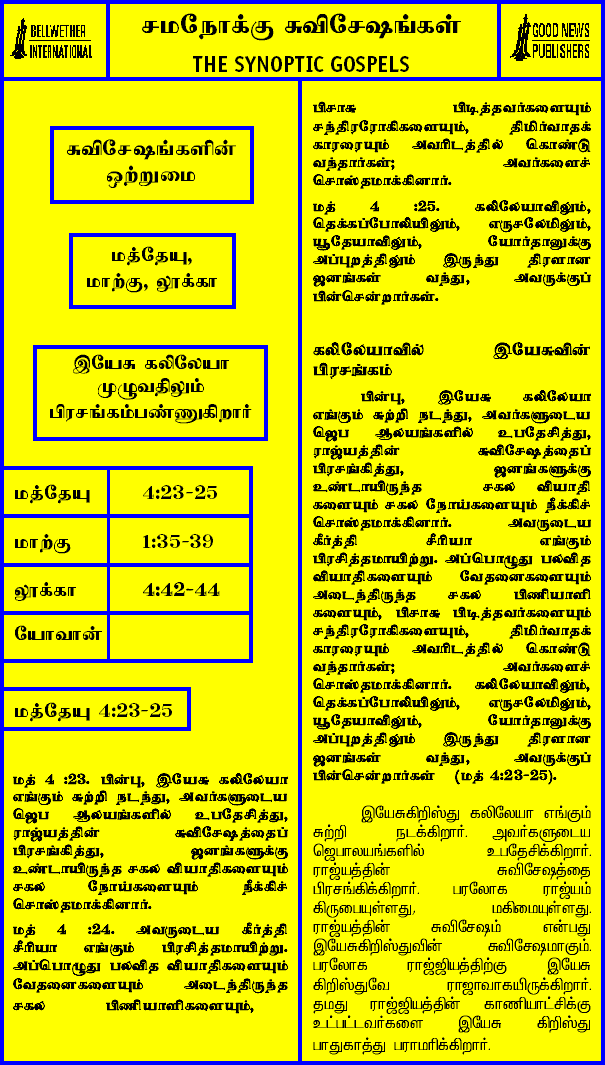 BELLWETHER
INTERNATIONAL
சமநோக்கு சுவிசேஷங்கள்
THE SYNOPTIC GOSPELS
GOOD NEWS
PUBLISHERS
சுவிசேஷங்களின்
ஒற்றுமை
மத்தேயு,
மாற்கு, லூக்கா
இயேசு கலிலேயா
முழுவதிலும்
பிரசங்கம்பண்ணுகிறார்
மத்தேயு 4:23-25
மாற்கு 1:35-39
லூக்கா 4:42-44
யோவான்
மத்தேயு 4:23-25
மத் 4 :23. பின்பு, இயேசு கலிலேயா
எங்கும் சுற்றி நடந்து, அவர்களுடைய
ஜெப ஆலயங்களில் உபதேசித்து,
ராஜ்யத்தின் சுவிசேஷத்தைப்
பிரசங்கித்து, ஜனங்களுக்கு
உண்டாயிருந்த சகல வியாதிகளையும்
சகல நோய்களையும் நீக்கிச்
சொஸ்தமாக்கினார்.
மத் 4 :24. அவருடைய கீர்த்தி
சீரியா எங்கும் பிரசித்தமாயிற்று.
அப்பொழுது பலவித வியாதிகளையும்
வேதனைகளையும் அடைந்திருந்த
சகல பிணியாளிகளையும்,
பிசாசு பிடித்தவர்களையும்
சந்திரரோகிகளையும், திமிர்வாதக்
காரரையும் அவரிடத்தில் கொண்டு
வந்தார்கள்; அவர்களைச்
சொஸ்தமாக்கினார்.
மத் 4 :25. கலிலேயாவிலும்,
தெக்கப்போலியிலும், எருசலேமிலும்,
யூதேயாவிலும், யோர்தானுக்கு
அப்புறத்திலும் இருந்து திரளான
ஜனங்கள் வந்து, அவருக்குப்
பின்சென்றார்கள்.
கலிலேயாவில் இயேசுவின்
பிரசங்கம்
பின்பு, இயேசு கலிலேயா
எங்கும் சுற்றி நடந்து, அவர்களுடைய
ஜெப ஆலயங்களில் உபதேசித்து,
ராஜ்யத்தின் சுவிசேஷத்தைப்
பிரசங்கித்து, ஜனங்களுக்கு
உண்டாயிருந்த சகல வியாதி
களையும் சகல நோய்களையும் நீக்கிச்
சொஸ்தமாக்கினார். அவருடைய
கீர்த்தி சீரியா எங்கும்
பிரசித்தமாயிற்று. அப்பொழுது பலவித
வியாதிகளையும் வேதனைகளையும்
அடைந்திருந்த சகல பிணியாளி
களையும், பிசாசு பிடித்தவர்களையும்
சந்திரரோகிகளையும், திமிர்வாதக்
காரரையும் அவரிடத்தில் கொண்டு
வந்தார்கள்; அவர்களைச்
சொஸ்தமாக்கினார். கலிலேயாவிலும்,
தெக்கப்போலியிலும், எருசலேமிலும்,
யூதேயாவிலும், யோர்தானுக்கு
அப்புறத்திலும் இருந்து திரளான
ஜனங்கள் வந்து, அவருக்குப்
பின்சென்றார்கள் (மத் 4:23-25).
இயேசுகிறிஸ்து கலிலேயா எங்கும்
சுற்றி நடக்கிறார். அவர்களுடைய
ஜெபாலயங்களில் உபதேசிக்கிறார்.
ராஜ்யத்தின் சுவிசேஷத்தை
பிரசங்கிக்கிறார். பரலோக ராஜ்யம்
கிருபையுள்ளது, மகிமையுள்ளது.
ராஜ்யத்தின் சுவிசேஷம் என்பது
இயேசுகிறிஸ்துவின் சுவிசேஷமாகும்.
பரலோக ராஜ்ஜியத்திற்கு இயேசு
கிறிஸ்துவே ராஜாவாகயிருக்கிறார்.
தமது ராஜ்ஜியத்தின் காணியாட்சிக்கு
உட்பட்டவர்களை இயேசு கிறிஸ்து
பாதுகாத்து பராமரிக்கிறார்.